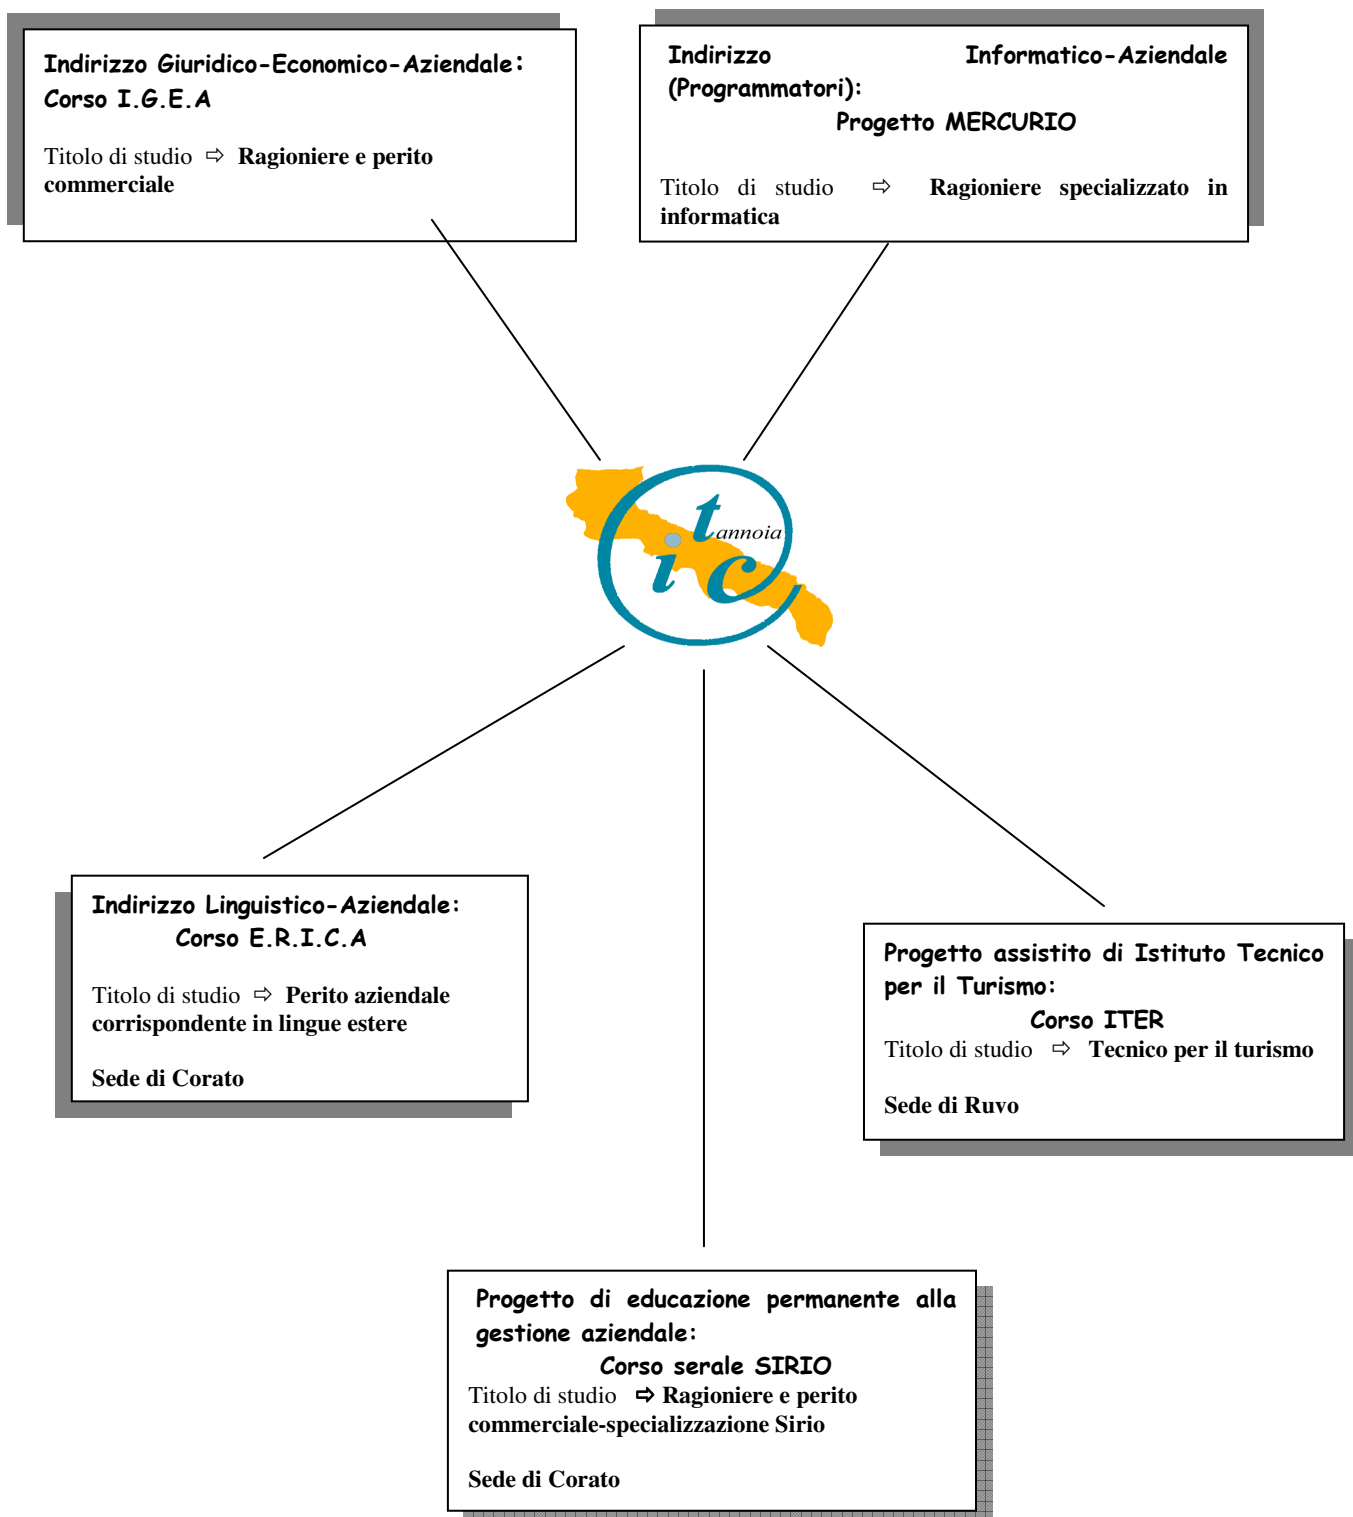 Indirizzo Giuridico-Economico-Aziendale:
Corso I.G.E.A
Titolo di studio ⇨ Ragioniere e perito
commerciale
Indirizzo Informatico-Aziendale
(Programmatori):
Progetto MERCURIO
Titolo di studio ⇨ Ragioniere specializzato in
informatica
t annoia
i c
Indirizzo Linguistico-Aziendale:
Corso E.R.I.C.A
Titolo di studio ⇨ Perito aziendale
corrispondente in lingue estere
Sede di Corato
Progetto assistito di Istituto Tecnico
per il Turismo:
Corso ITER
Titolo di studio ⇨ Tecnico per il turismo
Sede di Ruvo
Progetto di educazione permanente alla
gestione aziendale:
Corso serale SIRIO
Titolo di studio ⇨ Ragioniere e perito
commerciale-specializzazione Sirio
Sede di Corato